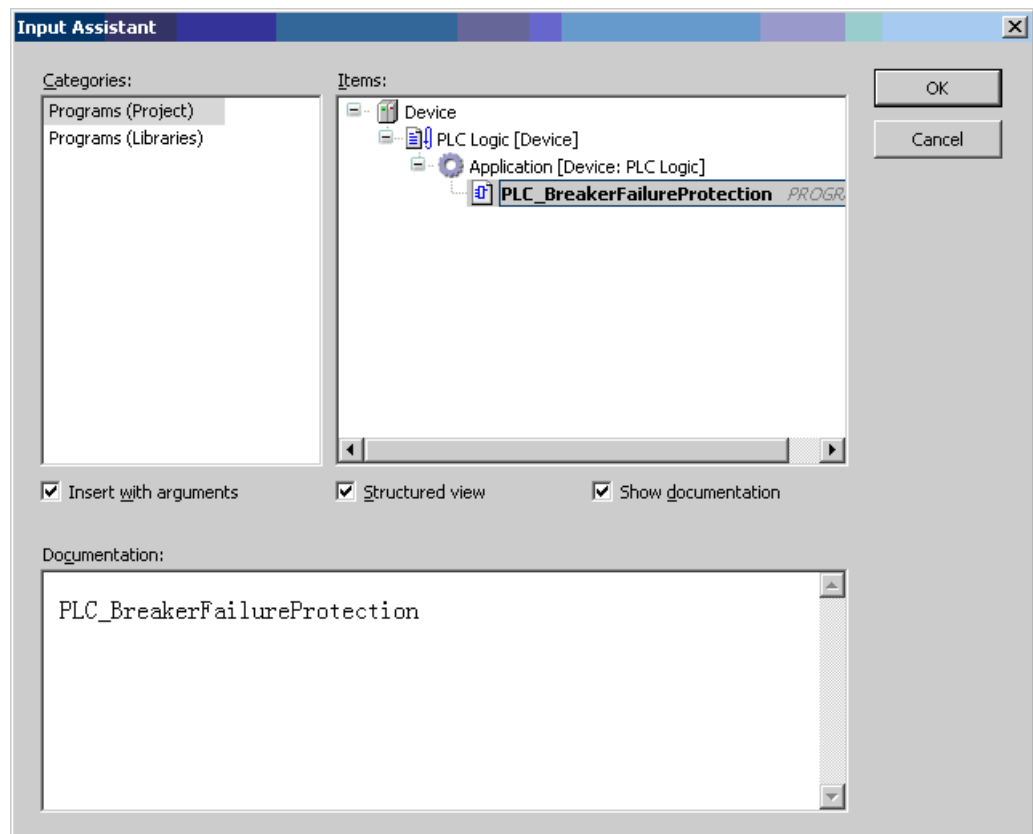 Input Assistant
Categories:
Programs (Project)
Programs (Libraries)
Items:
Device
PLC Logic [Device]
Application [Device: PLC Logic]
PLC_BreakerFailureProtection PROGRA
OK
Cancel
Insert with arguments
Structured view
Show documentation
Documentation:
PLC_BreakerFailureProtection